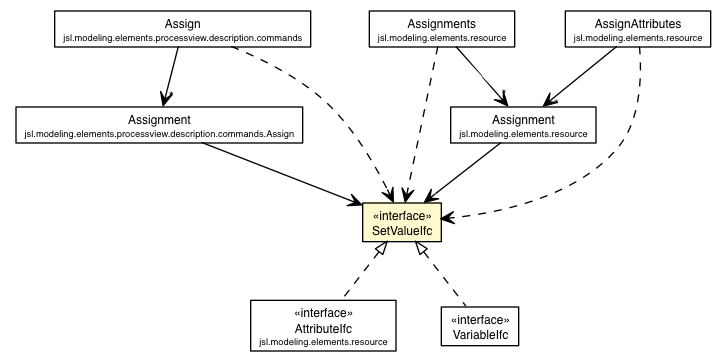 Assign
jsl.modeling.elements.processview.description.commands
Assignments
jsl.modeling.elements.resource
AssignAttributes
jsl.modeling.elements.resource
Assignment
jsl.modeling.elements.processview.description.commands.Assign
Assignment
jsl.modeling.elements.resource
«interface»
SetValueIfc
«interface»
AttributeIfc
jsl.modeling.elements.resource
«interface»
VariableIfc